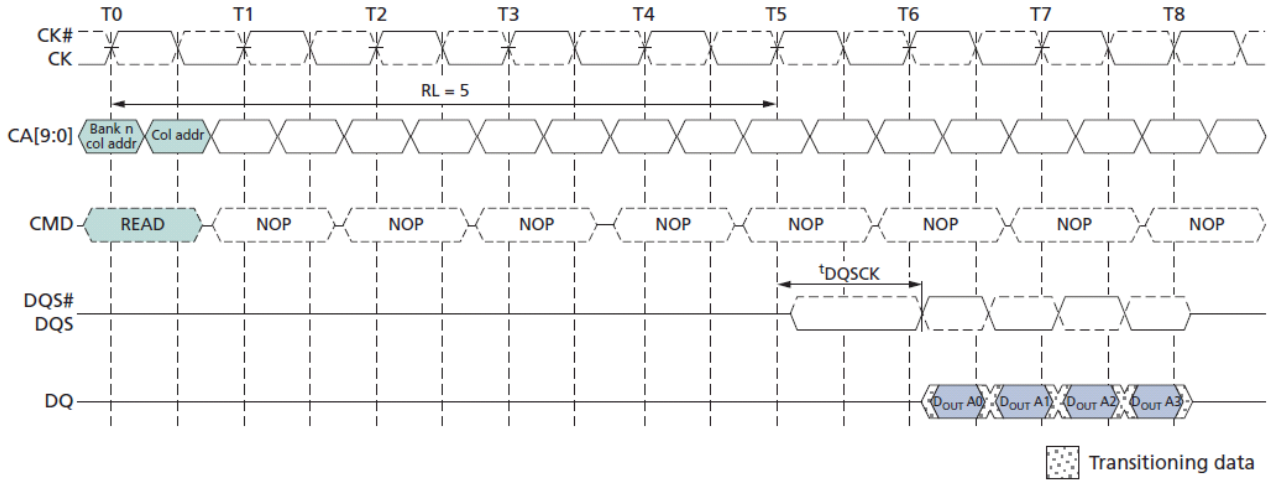 T0 T1 T2 T3 T4 T5 T6 T7 T8
CK#
CK
RL = 5
CA[9:0] Bank n col addr Col addr
CMD READ NOP NOP NOP NOP NOP NOP NOP NOP
tDQSCK
DQS#
DQS
DQ DOUT A0 DOUT A1 DOUT A2 DOUT A3
Transitioning data